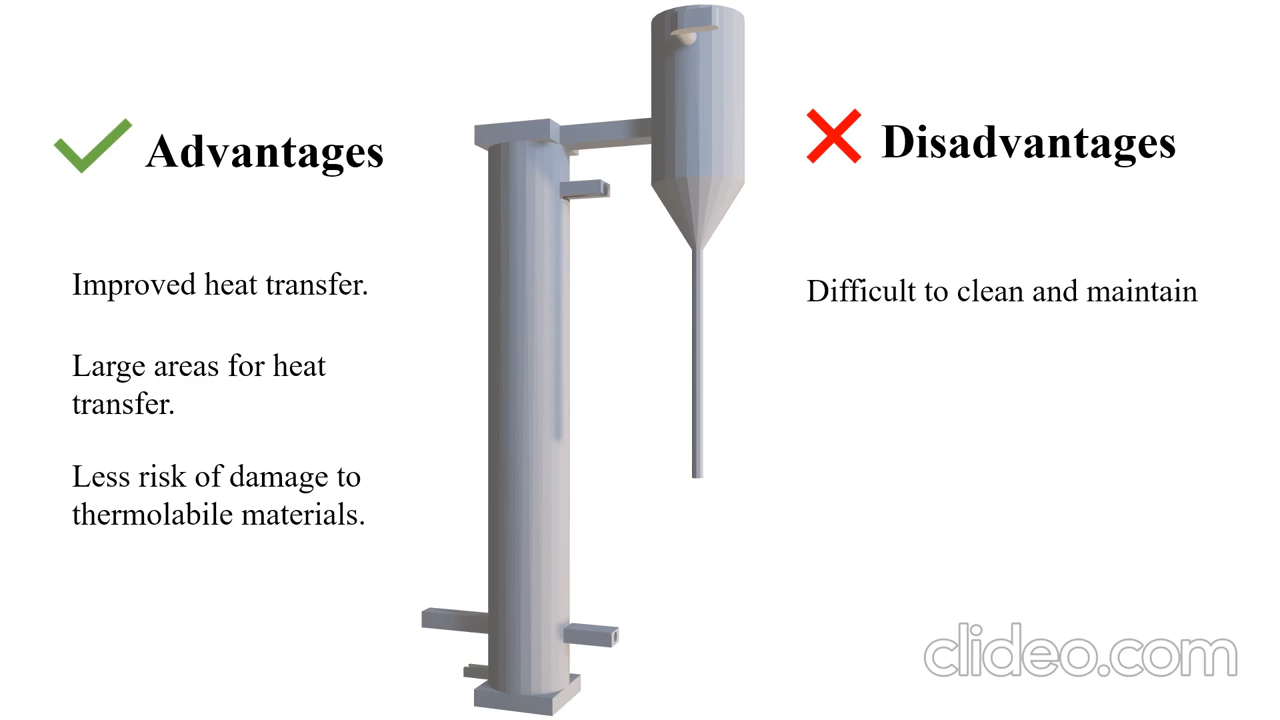 Advantages
Improved heat transfer.
Large areas for heat
transfer.
Less risk of damage to
thermolabile materials.
Disadvantages
Difficult to clean and maintain
clideo.com